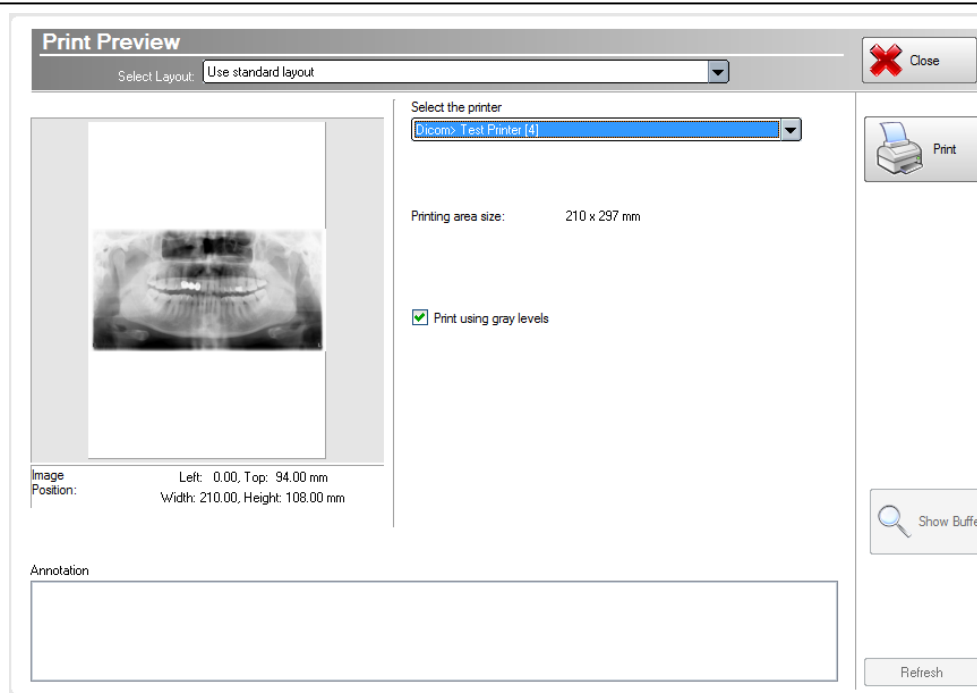 Print Preview
Select Layout: Use standard layout
Close
Select the printer
Dicom> Test Printer [4]
Print
Printing area size: 210 x 297 mm
Print using gray levels
Image
Position:
Left: 0.00, Top: 94.00 mm
Width: 210.00, Height: 108.00 mm
Show Buffe
Annotation
Refresh